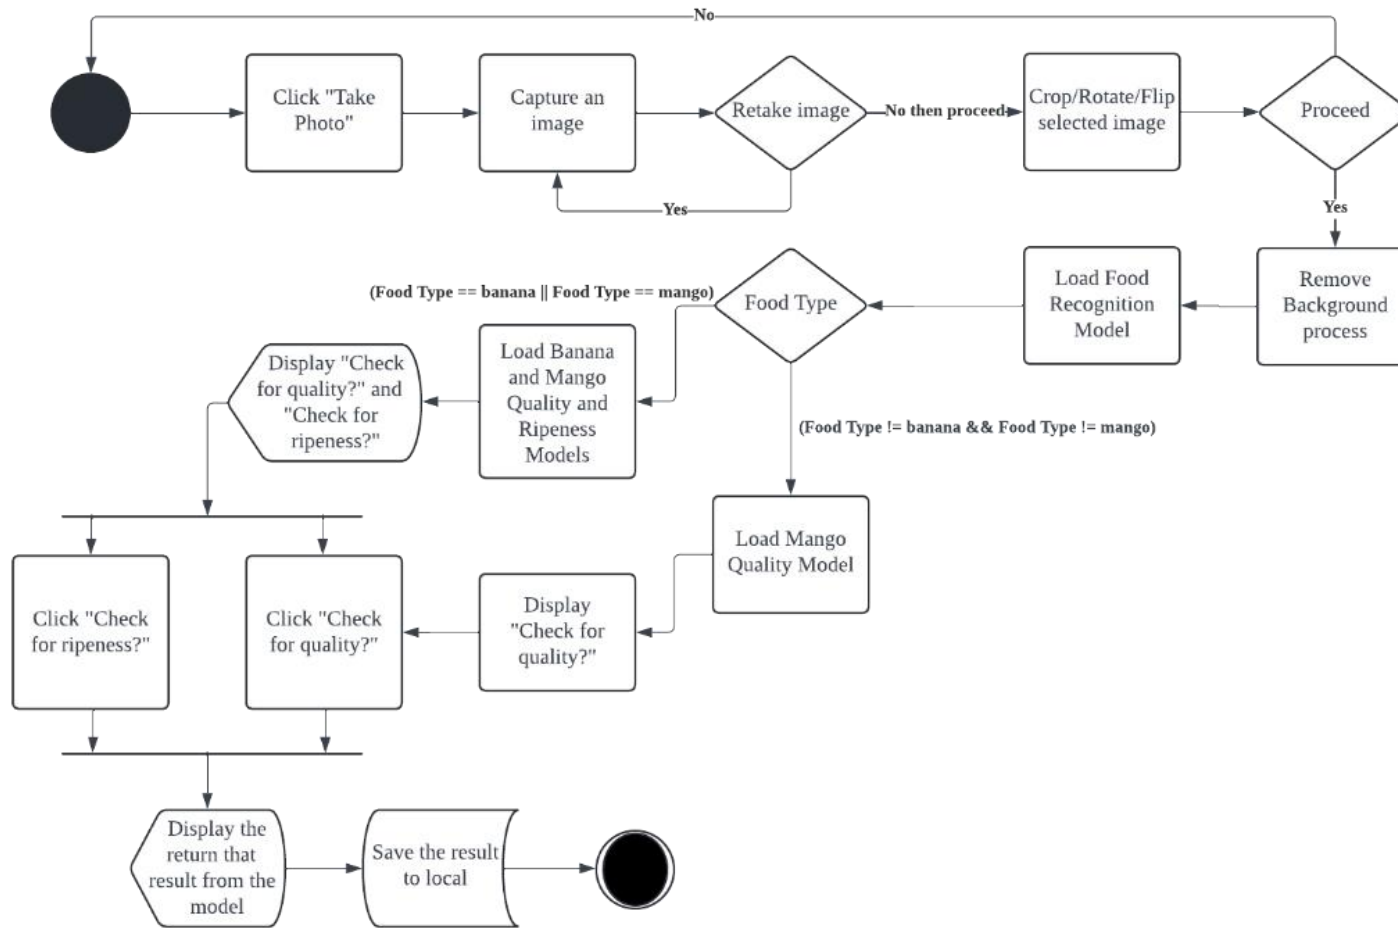 No
Click "Take
Photo"
Capture an
image
Retake image
No then proceed
Crop/Rotate/Flip
selected image
Proceed
Yes
Yes
Remove
Background
process
Load Food
Recognition
Model
Food Type
(Food Type == banana || Food Type == mango)
Load Banana
and Mango
Quality and
Ripeness
Models
Display "Check
for quality?" and
"Check for
ripeness?"
(Food Type != banana && Food Type != mango)
Load Mango
Quality Model
Display
"Check for
quality?"
Click "Check
for quality?"
Click "Check
for ripeness?"
Display the
return that
result from the
model
Save the result
to local